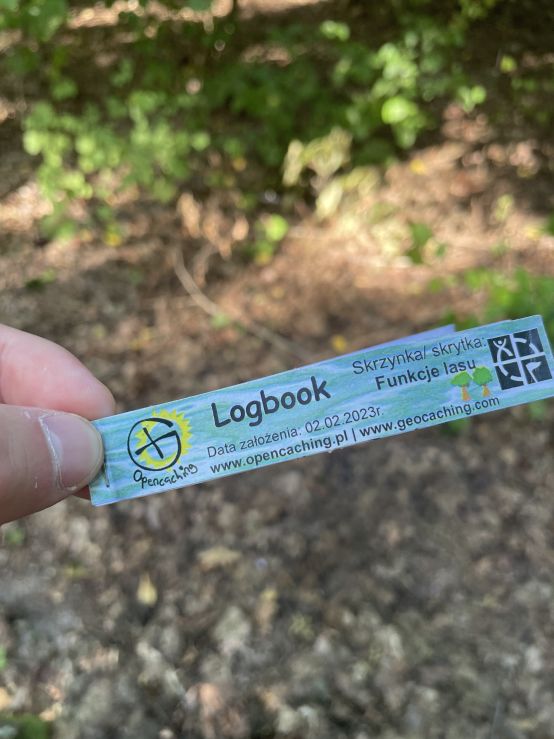 Opencaching
Logbook
Data założenia: 02.02.2023r.
www.opencaching.pl | www.geocaching.com
Skrzynka/ skrytka:
Funkcje lasu